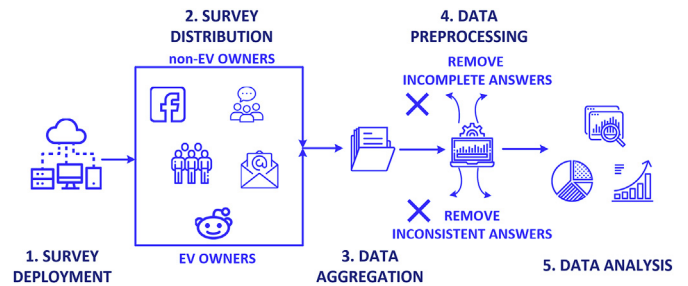 2. SURVEY
DISTRIBUTION
non-EV OWNERS
4. DATA
PREPROCESSING
REMOVE
INCOMPLETE ANSWERS
REMOVE
INCONSISTENT ANSWERS
EV OWNERS
1. SURVEY
DEPLOYMENT
3. DATA
AGGREGATION
5. DATA ANALYSIS